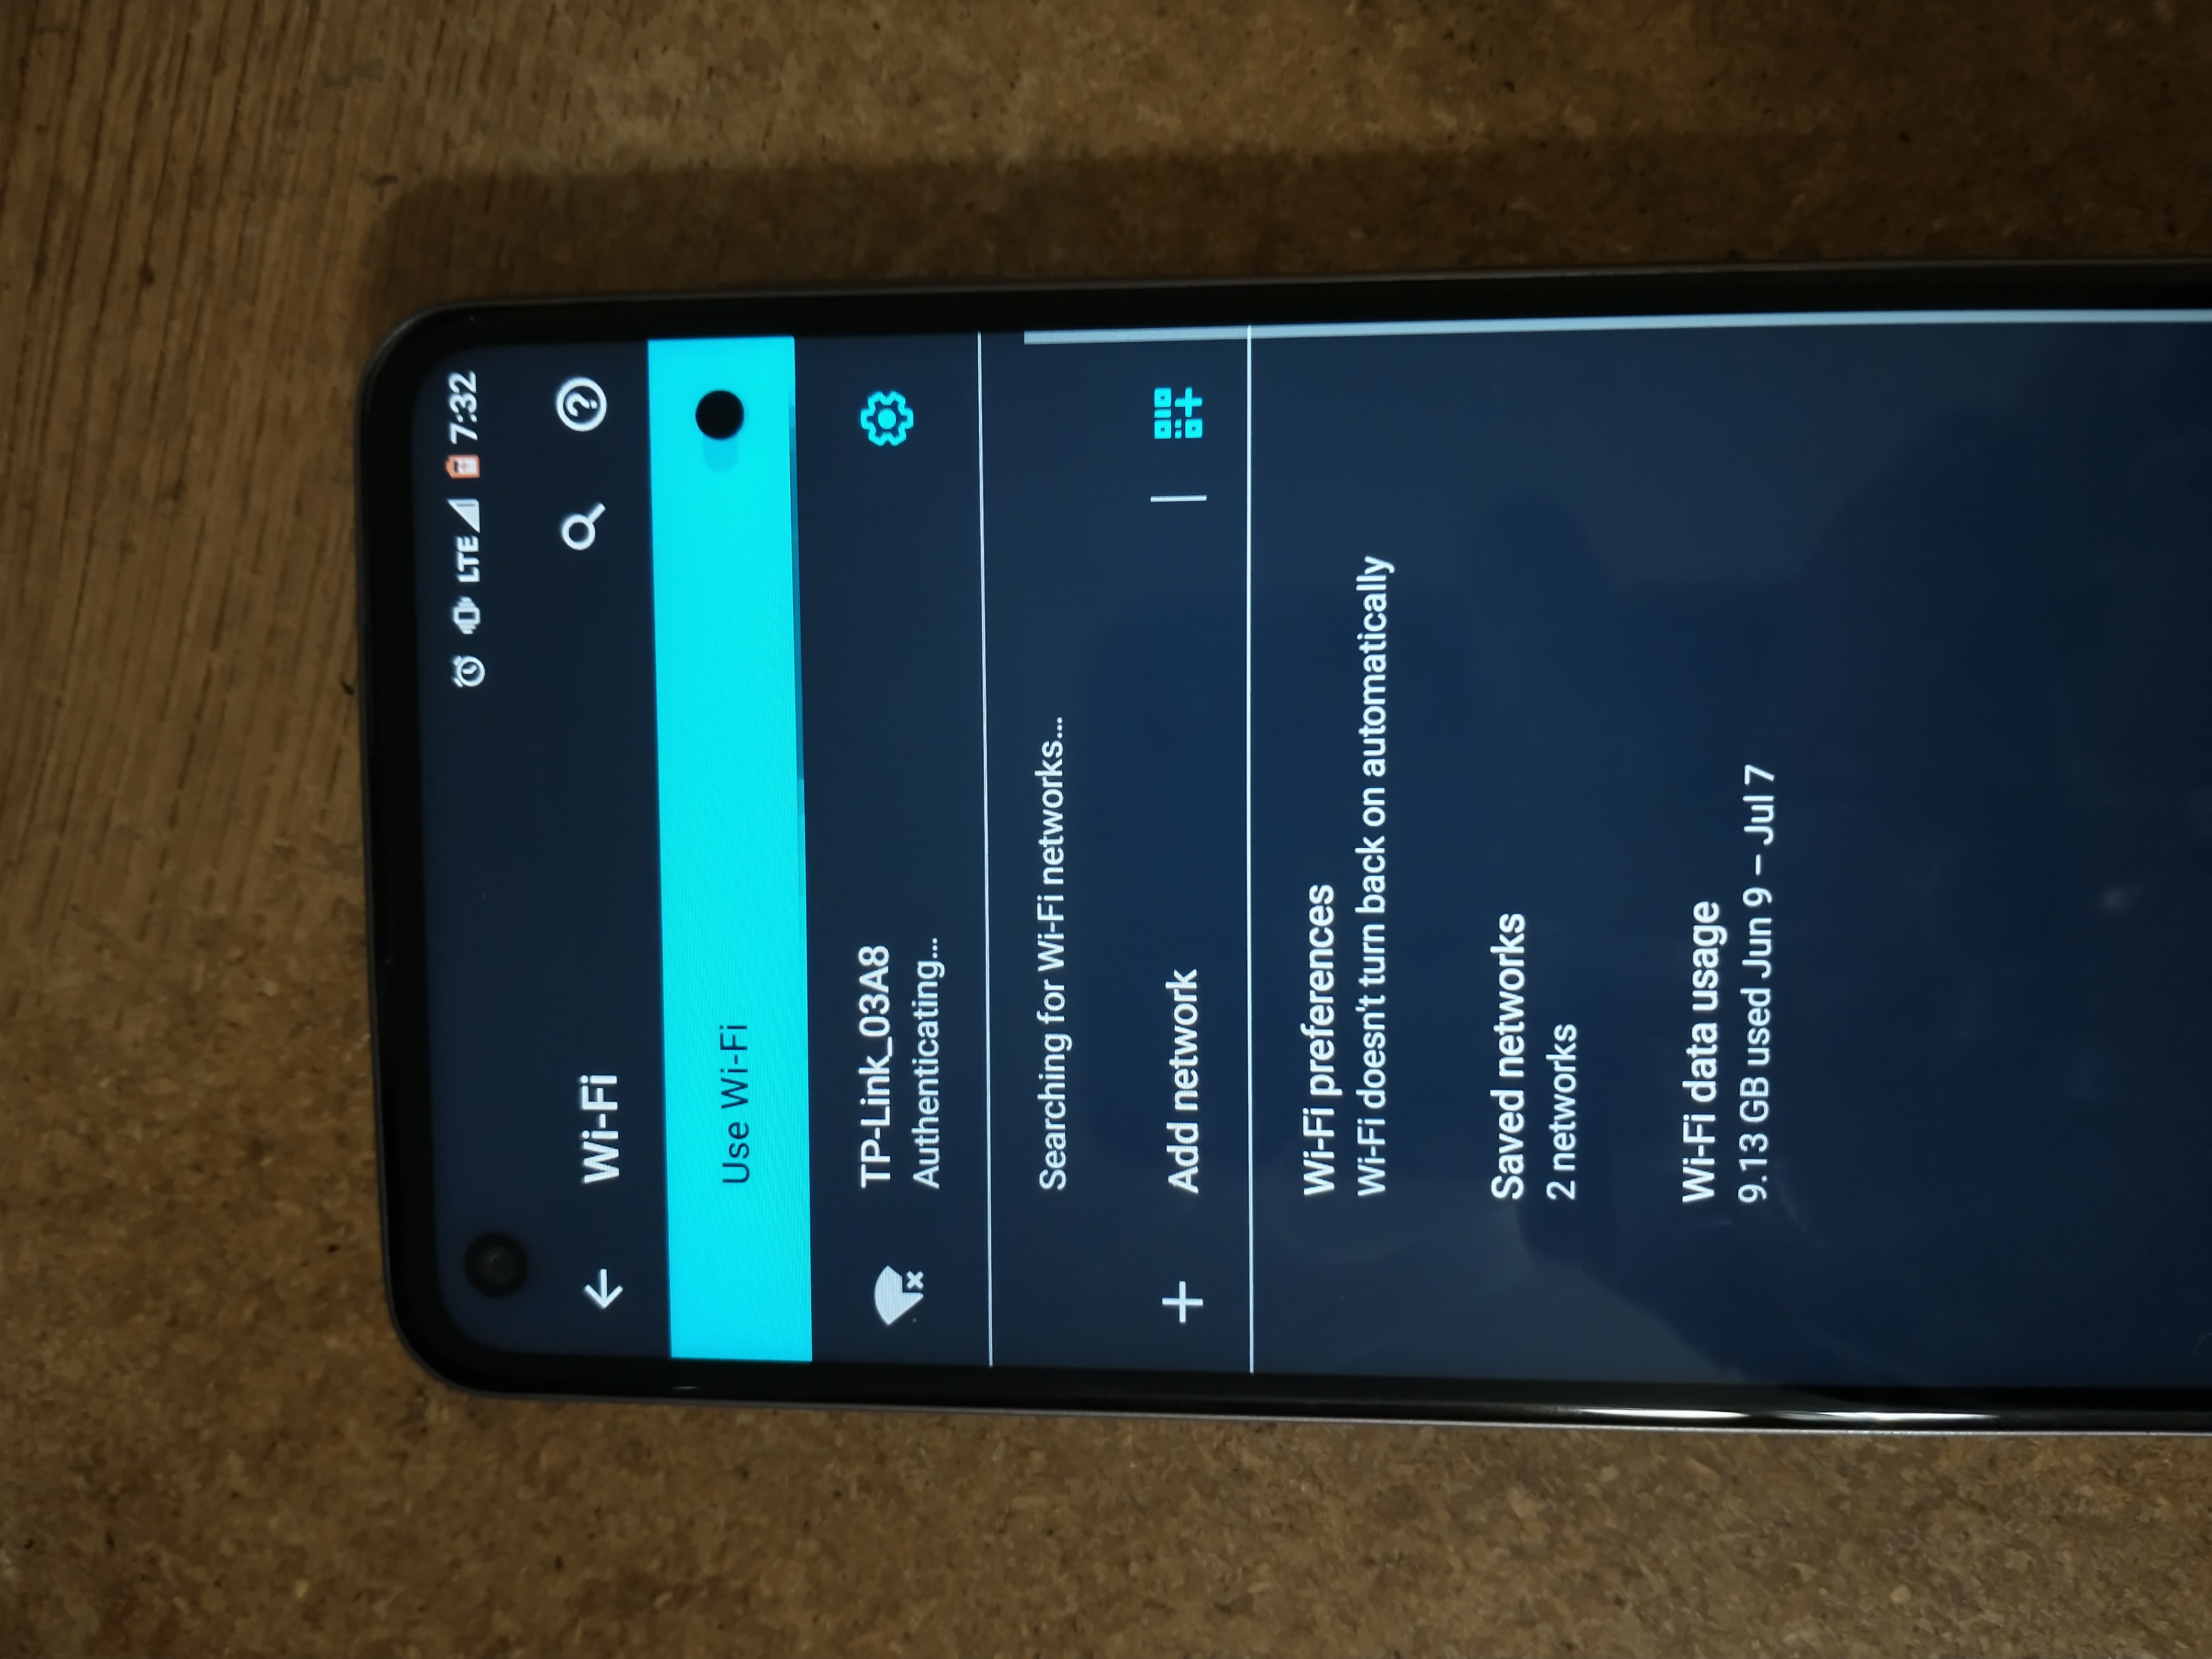 LTE 7:32
Wi-Fi
Use Wi-Fi
TP-Link_03A8
Authenticating...
Searching for Wi-Fi networks...
Add network
Wi-Fi preferences
Wi-Fi doesn't turn back on automatically
Saved networks
2 networks
Wi-Fi data usage
9.13 GB used Jun 9 – Jul 7